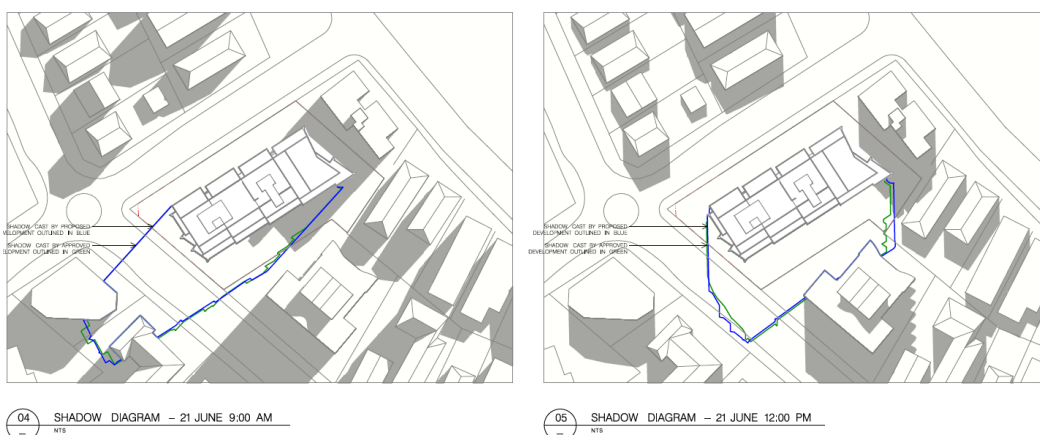 SHADOW CAST BY PROPOSED
DEVELOPMENT OUTLINED IN BLUE
SHADOW CAST BY APPROVED
DEVELOPMENT OUTLINED IN GREEN
SHADOW CAST BY PROPOSED
DEVELOPMENT OUTLINED IN BLUE
SHADOW CAST BY APPROVED
DEVELOPMENT OUTLINED IN GREEN
04 SHADOW DIAGRAM – 21 JUNE 9:00 AM
– NTS
05 SHADOW DIAGRAM – 21 JUNE 12:00 PM
– NTS